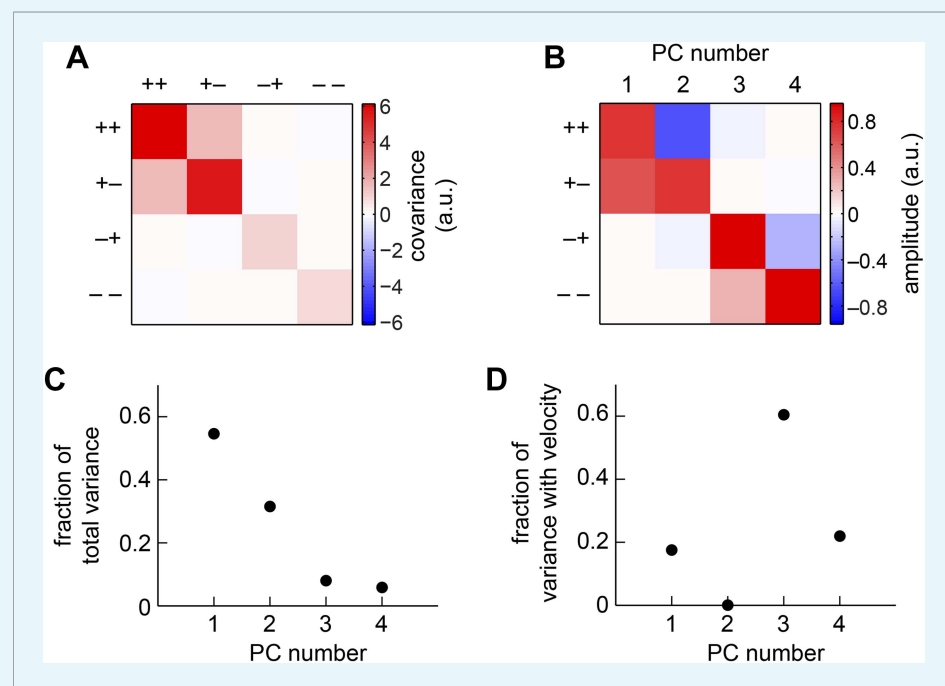 A
++ +– –+ – –
++
+–
–+
– –
6
4
2
0
–2
–4
–6
covariance
(a.u.)
B
PC number
1 2 3 4
++
+–
–+
– –
0.8
0.4
0
–0.4
–0.8
amplitude (a.u.)
C
fraction of
total variance
0.6
0.4
0.2
0
1 2 3 4
PC number
D
fraction of
variance with velocity
0.6
0.4
0.2
0
1 2 3 4
PC number